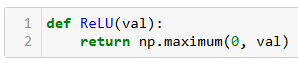 1 def ReLU(val):
2     return np.maximum(0, val)